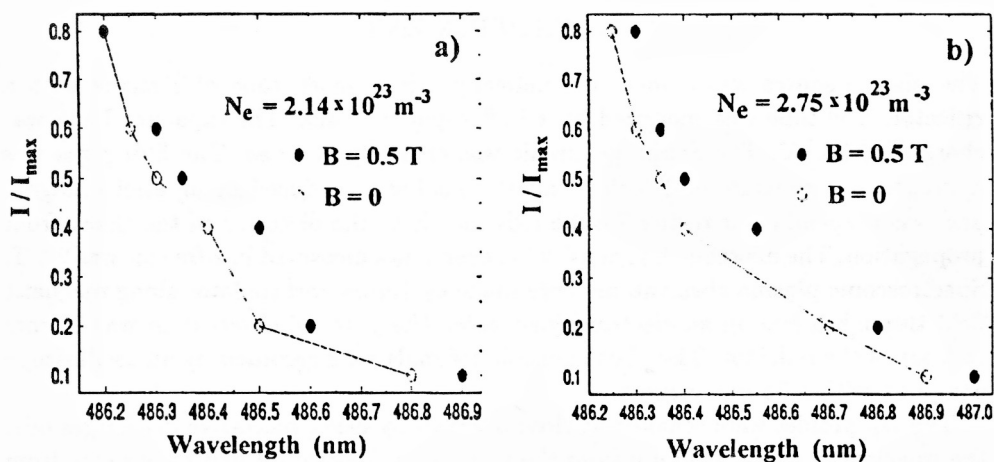 a)
N_e = 2.14 × 10^23 m^-3
B = 0.5 T
B = 0
I / I_max
0.8
0.7
0.6
0.5
0.4
0.3
0.2
0.1
486.2 486.3 486.4 486.5 486.6 486.7 486.8 486.9
Wavelength (nm)
b)
N_e = 2.75 × 10^23 m^-3
B = 0.5 T
B = 0
I / I_max
0.8
0.7
0.6
0.5
0.4
0.3
0.2
0.1
486.2 486.3 486.4 486.5 486.6 486.7 486.8 486.9 487.0
Wavelength (nm)